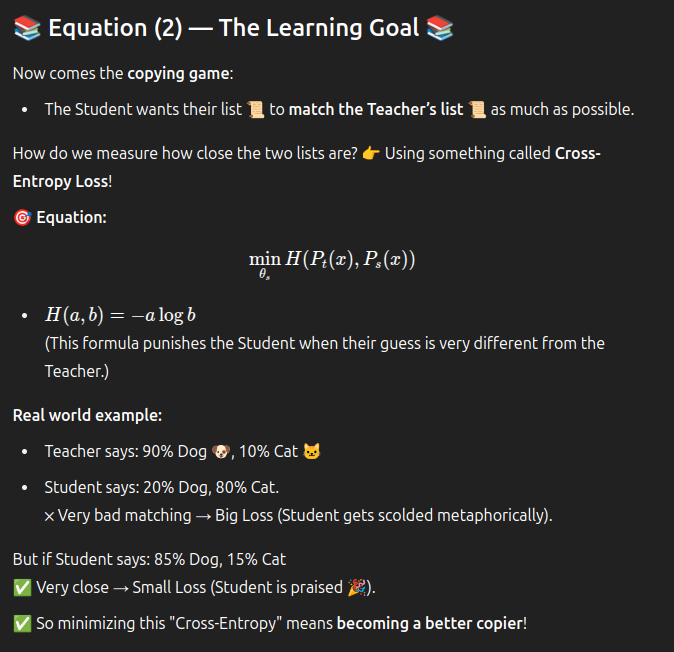 📚 Equation (2) — The Learning Goal 📚
Now comes the copying game:
• The Student wants their list 📜 to match the Teacher’s list 📜 as much as possible.
How do we measure how close the two lists are? 👉 Using something called Cross-
Entropy Loss!
🎯 Equation:
min_{θ_s} H(P_t(x), P_s(x))
• H(a, b) = −a log b
(This formula punishes the Student when their guess is very different from the
Teacher.)
Real world example:
• Teacher says: 90% Dog 🐶, 10% Cat 🐱
• Student says: 20% Dog, 80% Cat.
× Very bad matching → Big Loss (Student gets scolded metaphorically).
But if Student says: 85% Dog, 15% Cat
✅ Very close → Small Loss (Student is praised 🎉).
✅ So minimizing this "Cross-Entropy" means becoming a better copier!